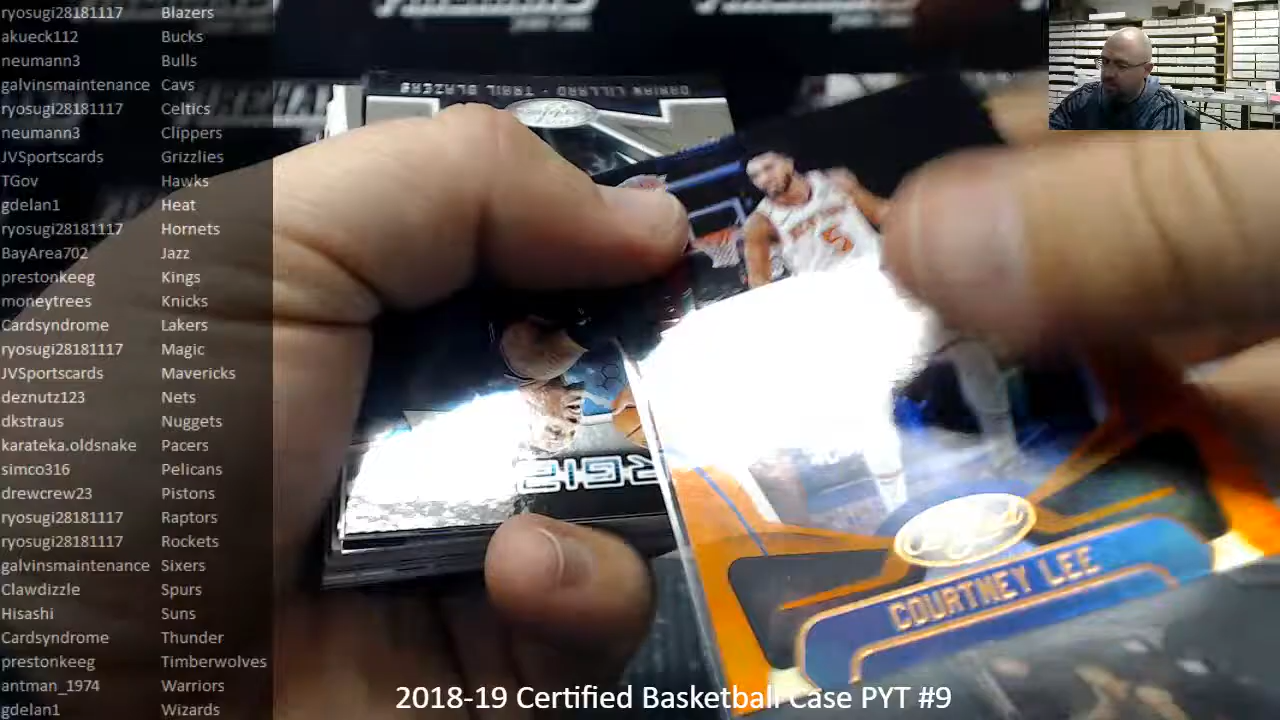 ryosugi28181117 Blazers
akueck112 Bucks
neumann3 Bulls
galvinsmaintenance Cavs
ryosugi28181117 Celtics
neumann3 Clippers
JVSportscards Grizzlies
TGov Hawks
gdelan1 Heat
ryosugi28181117 Hornets
BayArea702 Jazz
prestonkeeg Kings
moneytrees Knicks
Cardsyndrome Lakers
ryosugi28181117 Magic
JVSportscards Mavericks
deznutz123 Nets
dkstraus Nuggets
karateka.oldsnake Pacers
simco316 Pelicans
drewcrew23 Pistons
ryosugi28181117 Raptors
ryosugi28181117 Rockets
galvinsmaintenance Sixers
Clawdizzle Spurs
Hisashi Suns
Cardsyndrome Thunder
prestonkeeg Timberwolves
antman_1974 Warriors
gdelan1 Wizards
DAMIAN LILLARD - TRAIL BLAZERS
5
Certified
COURTNEY LEE
2018-19 Certified Basketball Case PYT #9